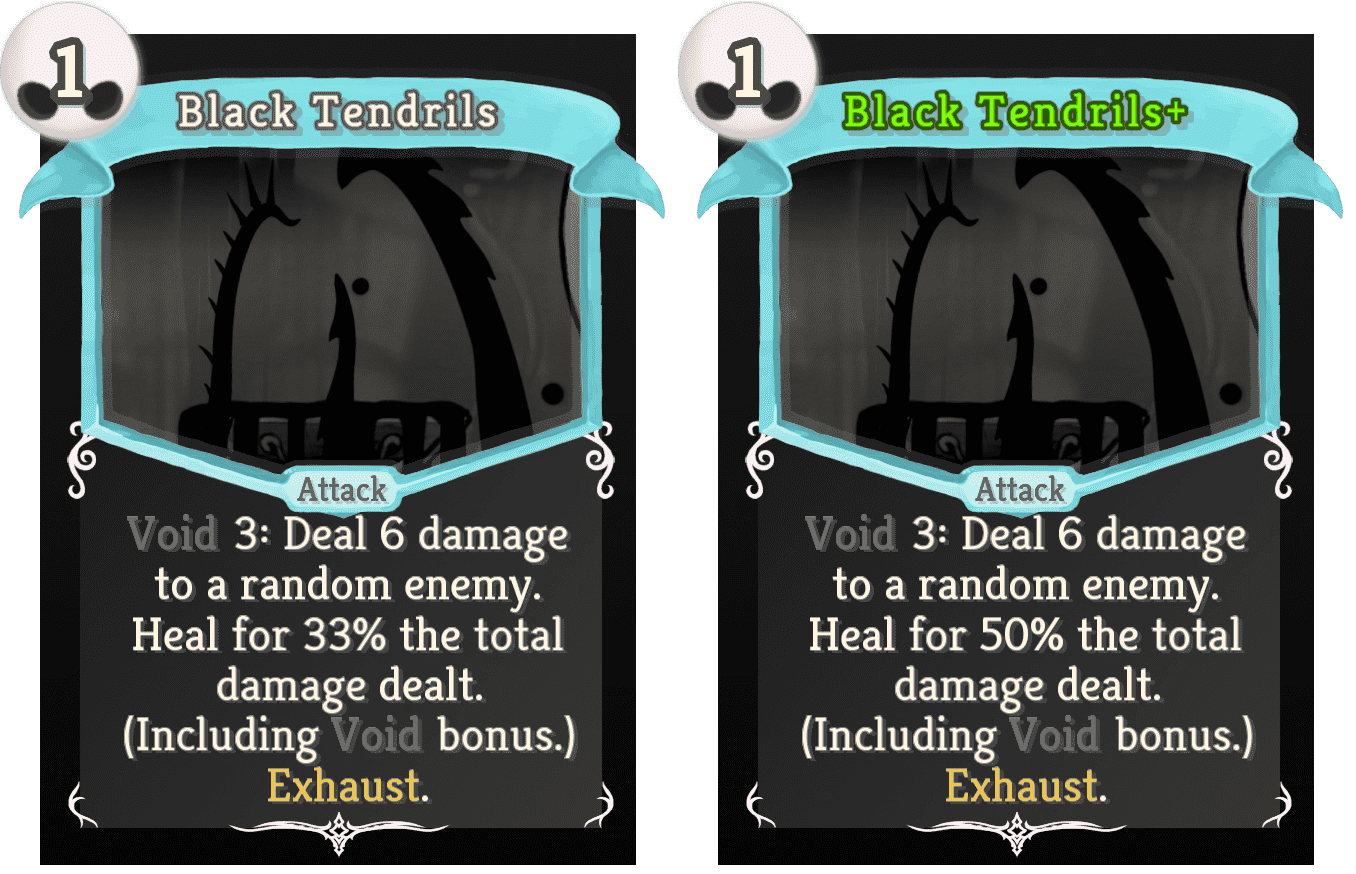 1
Black Tendrils
Attack
Void 3: Deal 6 damage
to a random enemy.
Heal for 33% the total
damage dealt.
(Including Void bonus.)
Exhaust.
1
Black Tendrils+
Attack
Void 3: Deal 6 damage
to a random enemy.
Heal for 50% the total
damage dealt.
(Including Void bonus.)
Exhaust.